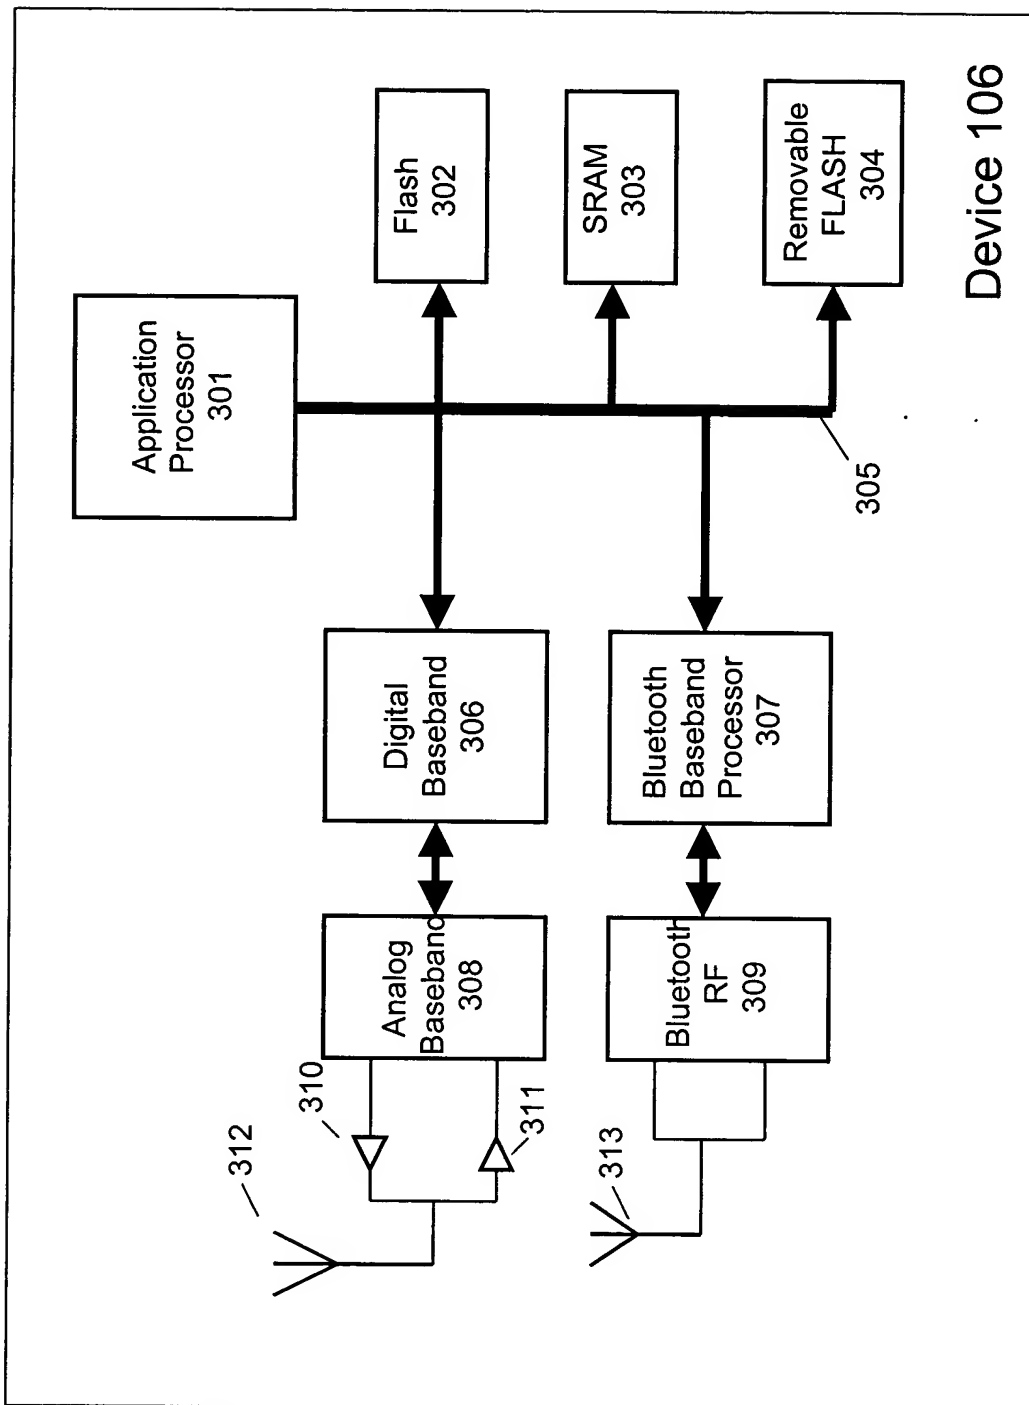 Application
Processor
301
Flash
302
SRAM
303
Removable
FLASH
304
305
Digital
Baseband
306
Bluetooth
Baseband
Processor
307
Analog
Baseband
308
Bluetooth
RF
309
310
311
312
313
Device 106